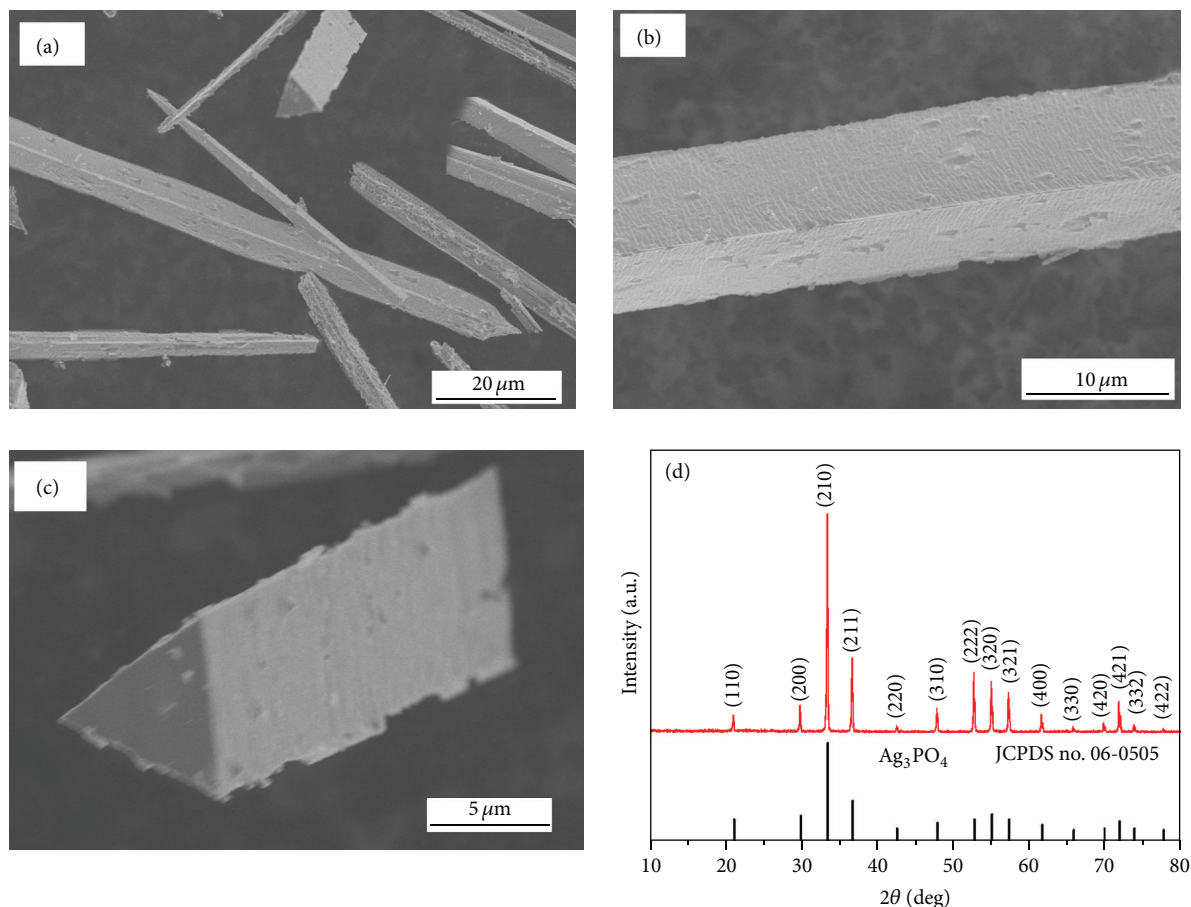 (a)
20 μm
(b)
10 μm
(c)
5 μm
(d)
Intensity (a.u.)
(110)
(200)
(210)
(211)
(220)
(310)
(222)
(320)
(321)
(400)
(330)
(420)
(421)
(332)
(422)
Ag₃PO₄
JCPDS no. 06-0505
10 20 30 40 50 60 70 80
2θ (deg)